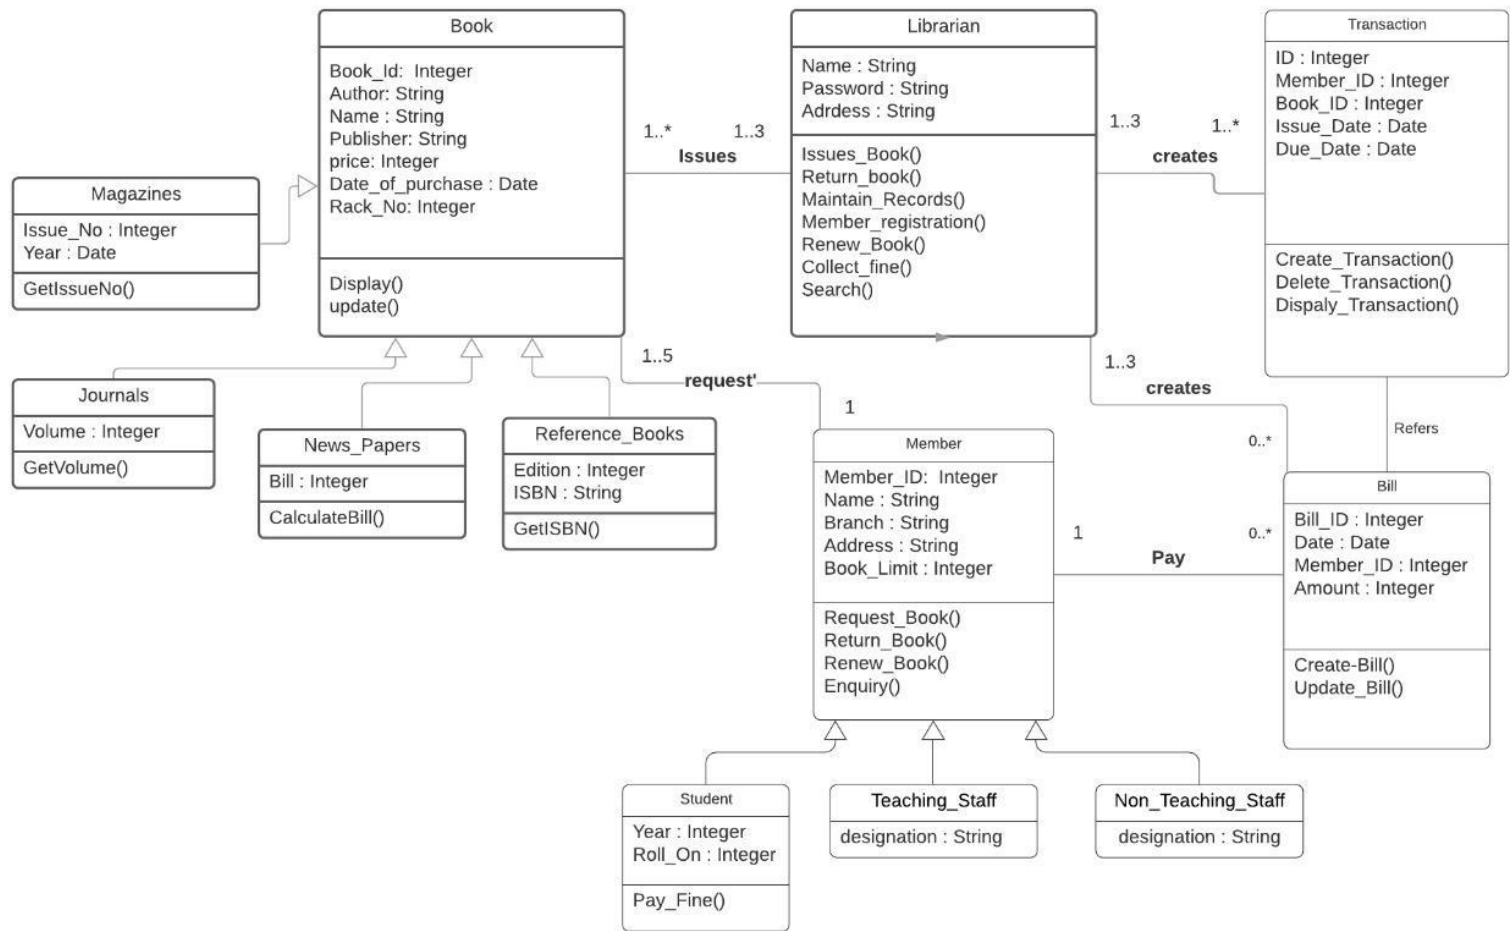 Book
Book_Id: Integer
Author: String
Name : String
Publisher: String
price: Integer
Date_of_purchase : Date
Rack_No: Integer
Display()
update()
1..*
1..3
Issues
Librarian
Name : String
Password : String
Adrdess : String
Issues_Book()
Return_book()
Maintain_Records()
Member_registration()
Renew_Book()
Collect_fine()
Search()
1..3
1..*
creates
Transaction
ID : Integer
Member_ID : Integer
Book_ID : Integer
Issue_Date : Date
Due_Date : Date
Create_Transaction()
Delete_Transaction()
Dispaly_Transaction()
Magazines
Issue_No : Integer
Year : Date
GetIssueNo()
Journals
Volume : Integer
GetVolume()
News_Papers
Bill : Integer
CalculateBill()
Reference_Books
Edition : Integer
ISBN : String
GetISBN()
1..5
request'
1
1..3
creates
0..*
Refers
Member
Member_ID: Integer
Name : String
Branch : String
Address : String
Book_Limit : Integer
Request_Book()
Return_Book()
Renew_Book()
Enquiry()
1
0..*
Pay
Bill
Bill_ID : Integer
Date : Date
Member_ID : Integer
Amount : Integer
Create-Bill()
Update_Bill()
Student
Year : Integer
Roll_On : Integer
Pay_Fine()
Teaching_Staff
designation : String
Non_Teaching_Staff
designation : String